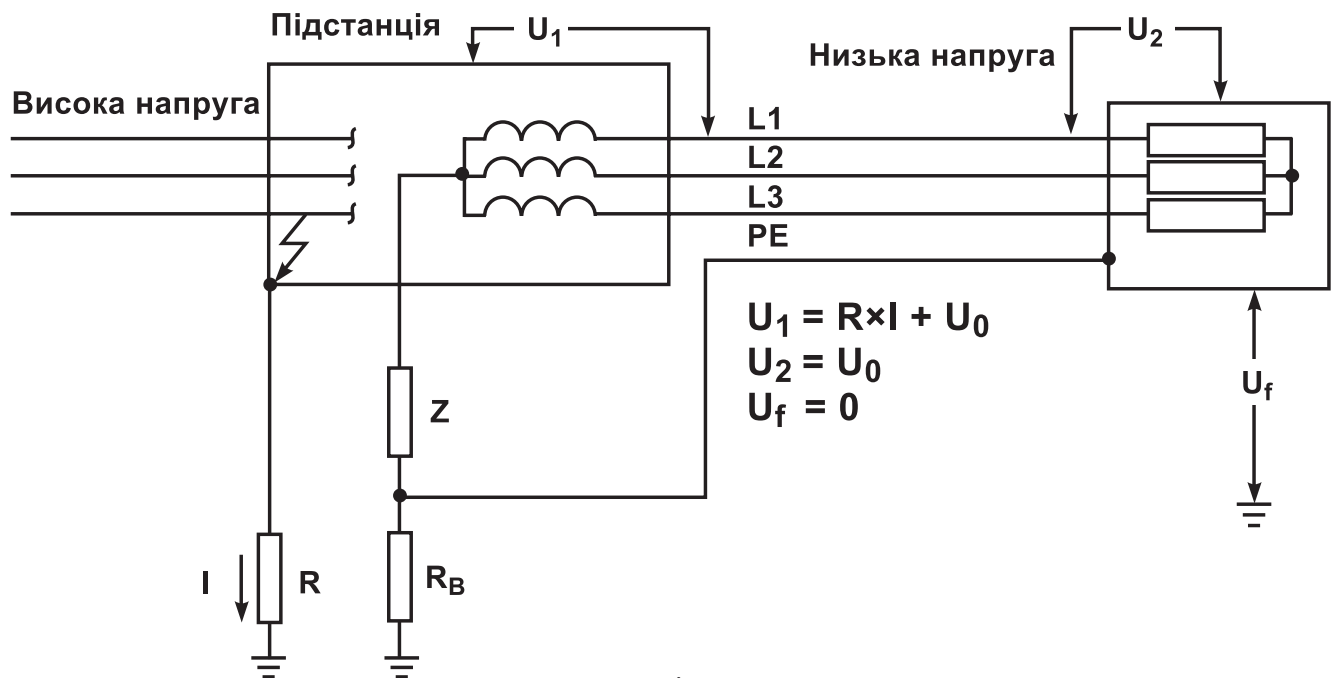 Підстанція
U1
Низька напруга
U2
Висока напруга
L1
L2
L3
PE
U1 = R×I + U0
U2 = U0
Uf = 0
Uf
Z
I
R
RB